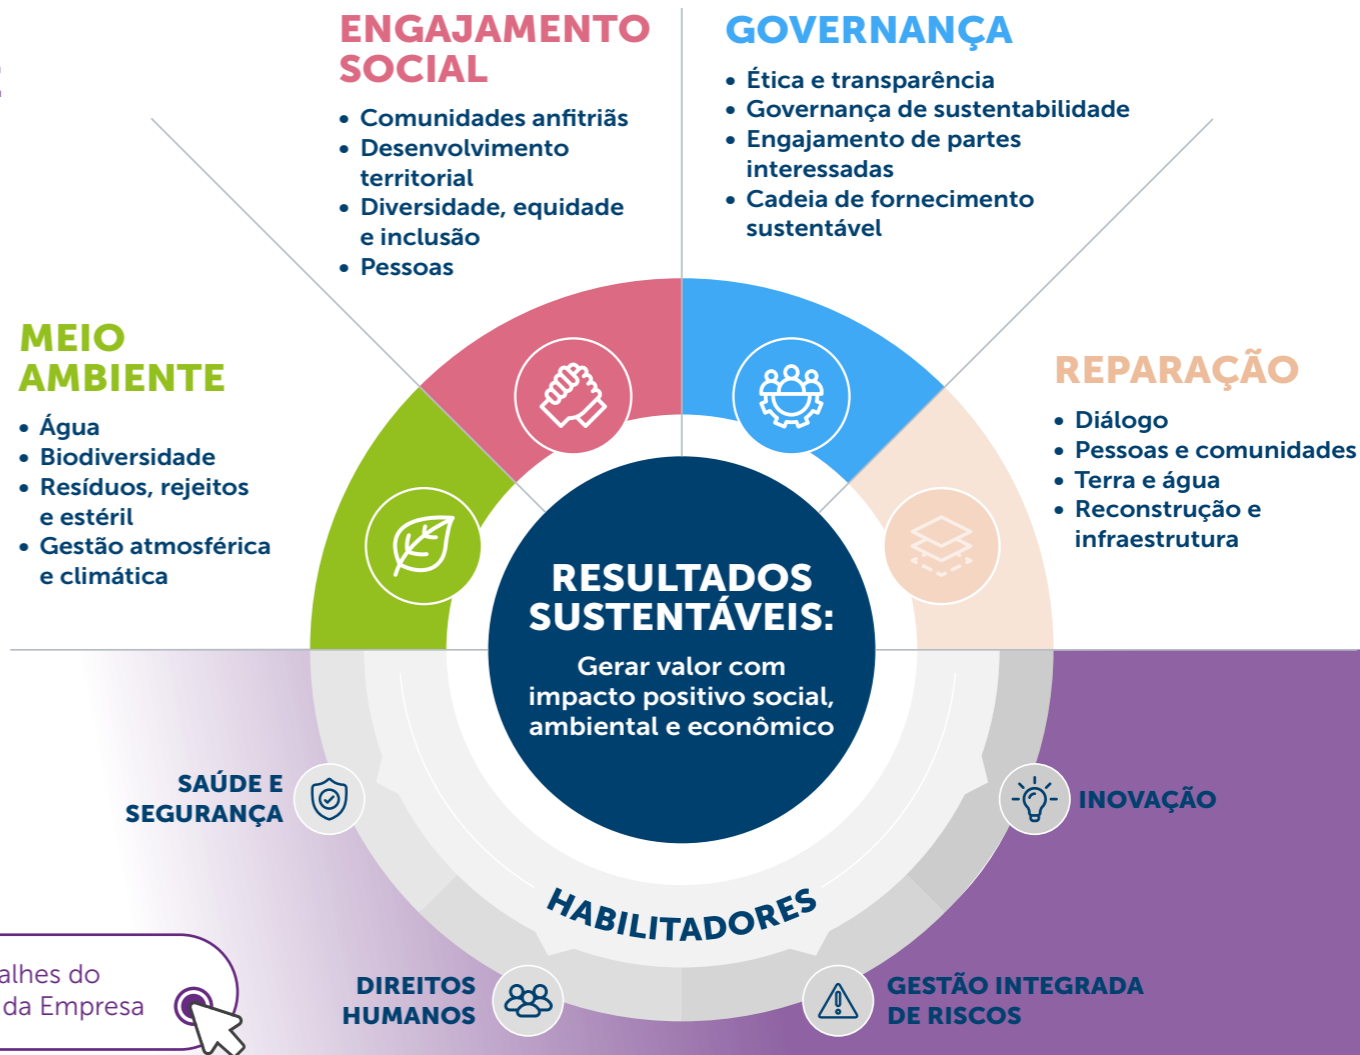 ENGAJAMENTO
SOCIAL
• Comunidades anfitriãs
• Desenvolvimento
territorial
• Diversidade, equidade
e inclusão
• Pessoas
GOVERNANÇA
• Ética e transparência
• Governança de sustentabilidade
• Engajamento de partes
interessadas
• Cadeia de fornecimento
sustentável
MEIO
AMBIENTE
• Água
• Biodiversidade
• Resíduos, rejeitos
e estéril
• Gestão atmosférica
e climática
REPARAÇÃO
• Diálogo
• Pessoas e comunidades
• Terra e água
• Reconstrução e
infraestrutura
RESULTADOS
SUSTENTÁVEIS:
Gerar valor com
impacto positivo social,
ambiental e econômico
SAÚDE E
SEGURANÇA
INOVAÇÃO
HABILITADORES
DIREITOS
HUMANOS
GESTÃO INTEGRADA
DE RISCOS
alhes do
da Empresa